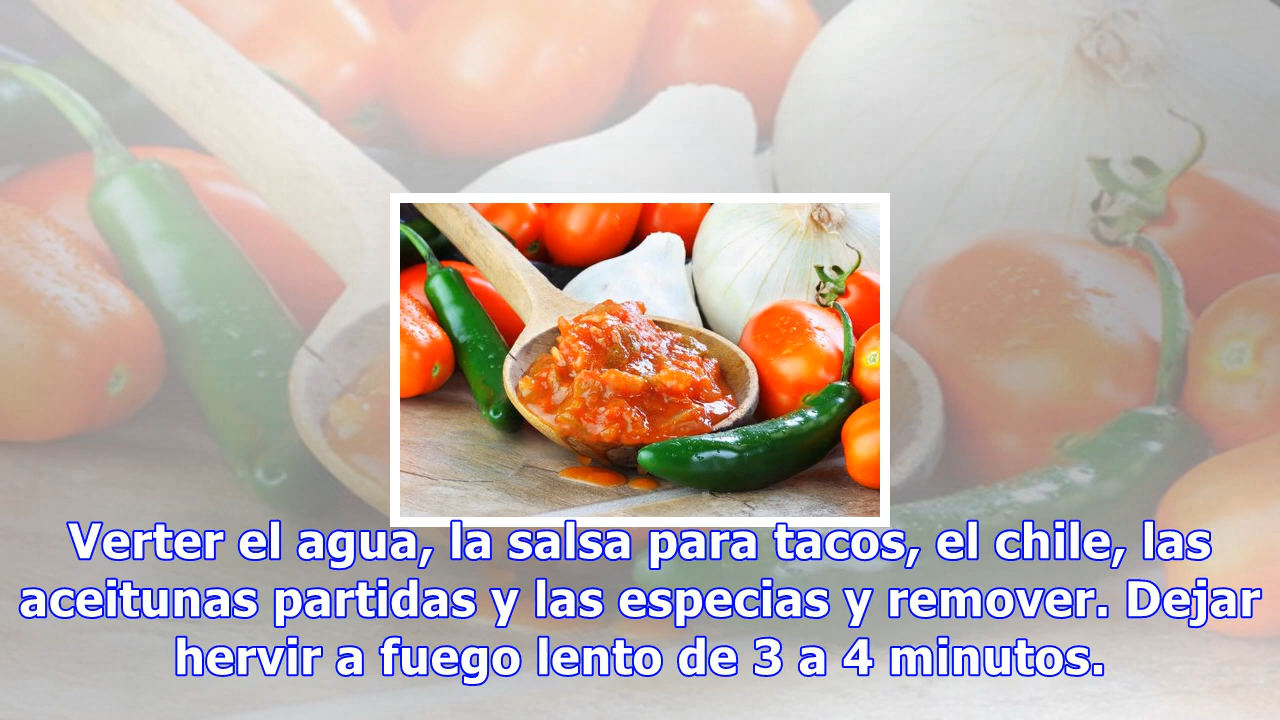 Verter el agua, la salsa para tacos, el chile, las
aceitunas partidas y las especias y remover. Dejar
hervir a fuego lento de 3 a 4 minutos.